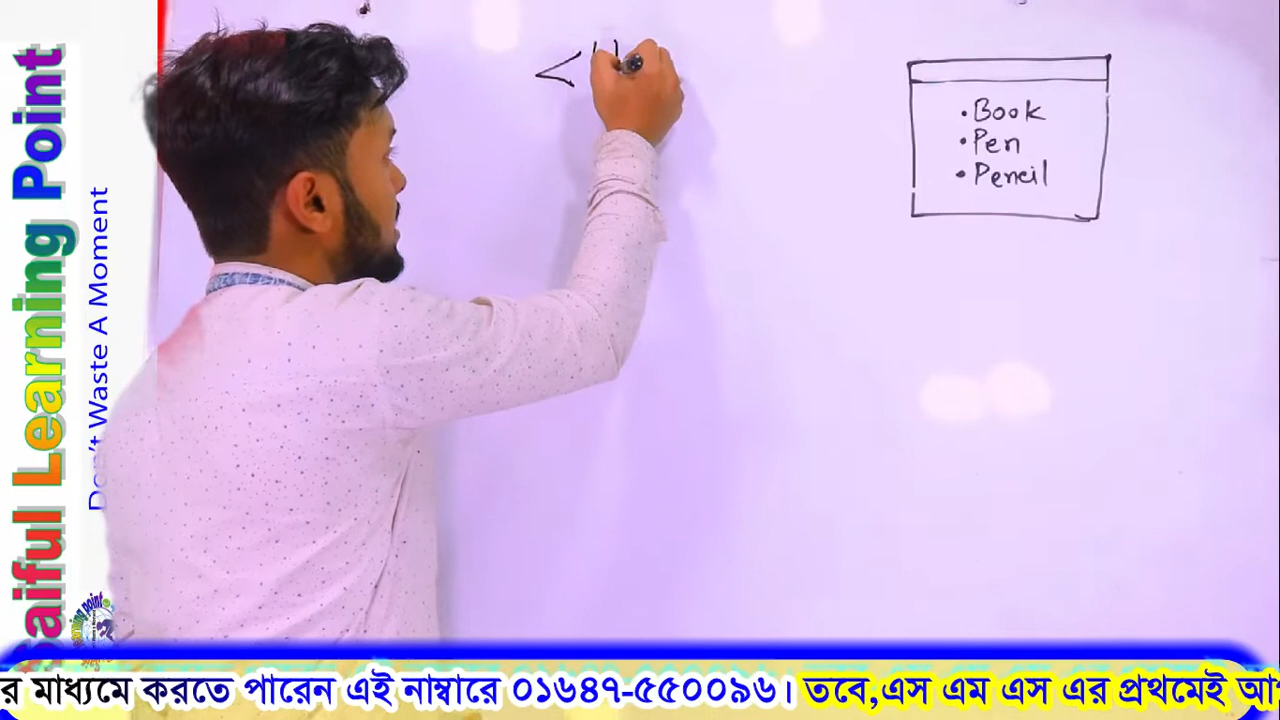 Saiful Learning Point
Don't Waste A Moment
<
• Book
• Pen
• Pencil
র মাধ্যমে করতে পারেন এই নাম্বারে ০১৬৪৭-৫৫০০৯৬। তবে,এস এম এস এর প্রথমেই